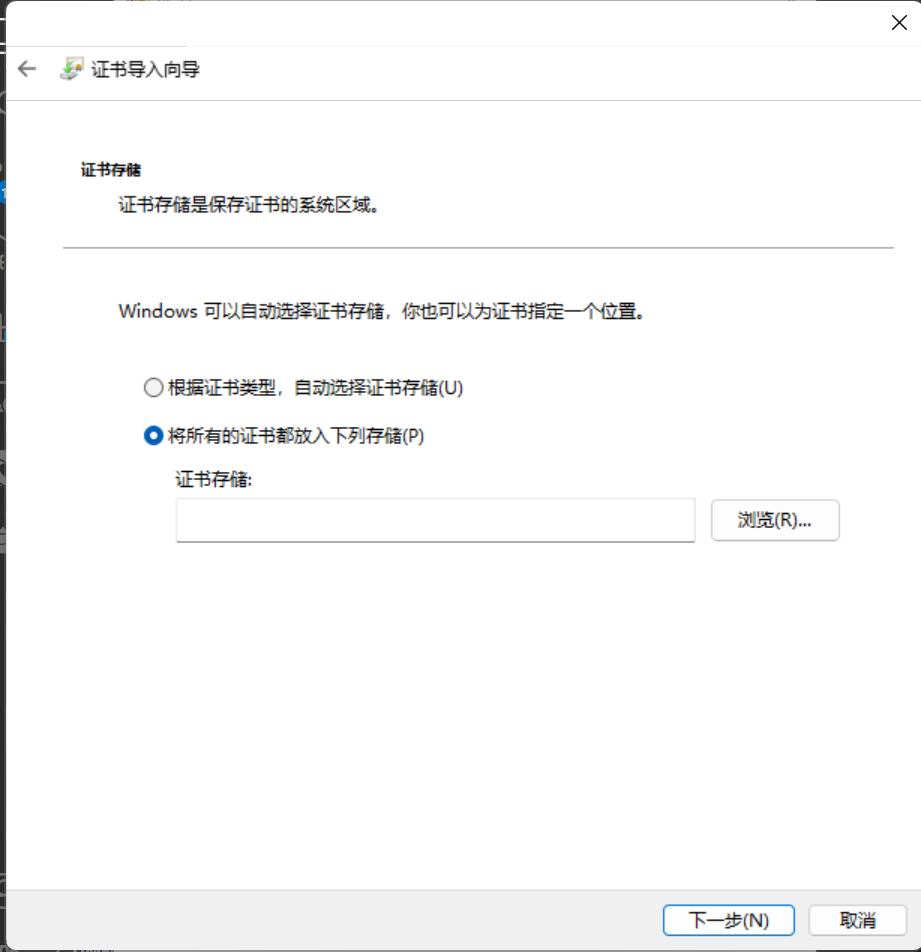 证书导入向导
证书存储
证书存储是保存证书的系统区域。
Windows 可以自动选择证书存储，你也可以为证书指定一个位置。
根据证书类型，自动选择证书存储(U)
将所有的证书都放入下列存储(P)
证书存储:
浏览(R)...
下一步(N)
取消